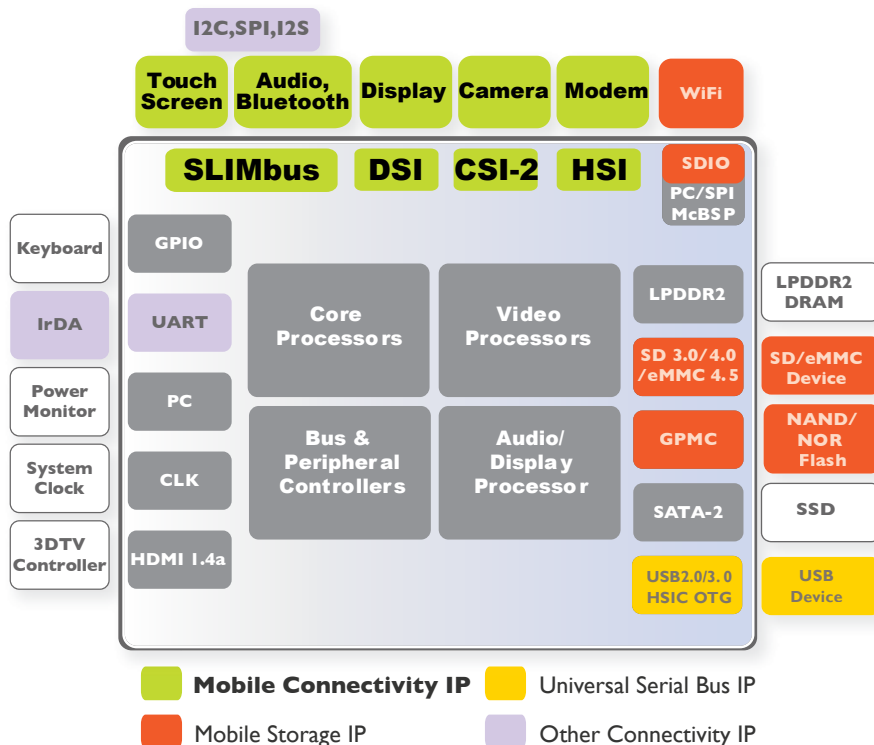 I2C,SPI,I2S
Touch
Screen
Audio,
Bluetooth
Display
Camera
Modem
WiFi
SLIMbus
DSI
CSI-2
HSI
SDIO
PC/SPI
McBSP
Keyboard
GPIO
IrDA
UART
Power
Monitor
PC
System
Clock
CLK
3DTV
Controller
HDMI 1.4a
Core
Processors
Video
Processors
Bus &
Peripheral
Controllers
Audio/
Display
Processor
LPDDR2
LPDDR2
DRAM
SD 3.0/4.0
/eMMC 4.5
SD/eMMC
Device
GPMC
NAND/
NOR
Flash
SATA-2
SSD
USB2.0/3.0
HSIC OTG
USB
Device
Mobile Connectivity IP
Universal Serial Bus IP
Mobile Storage IP
Other Connectivity IP